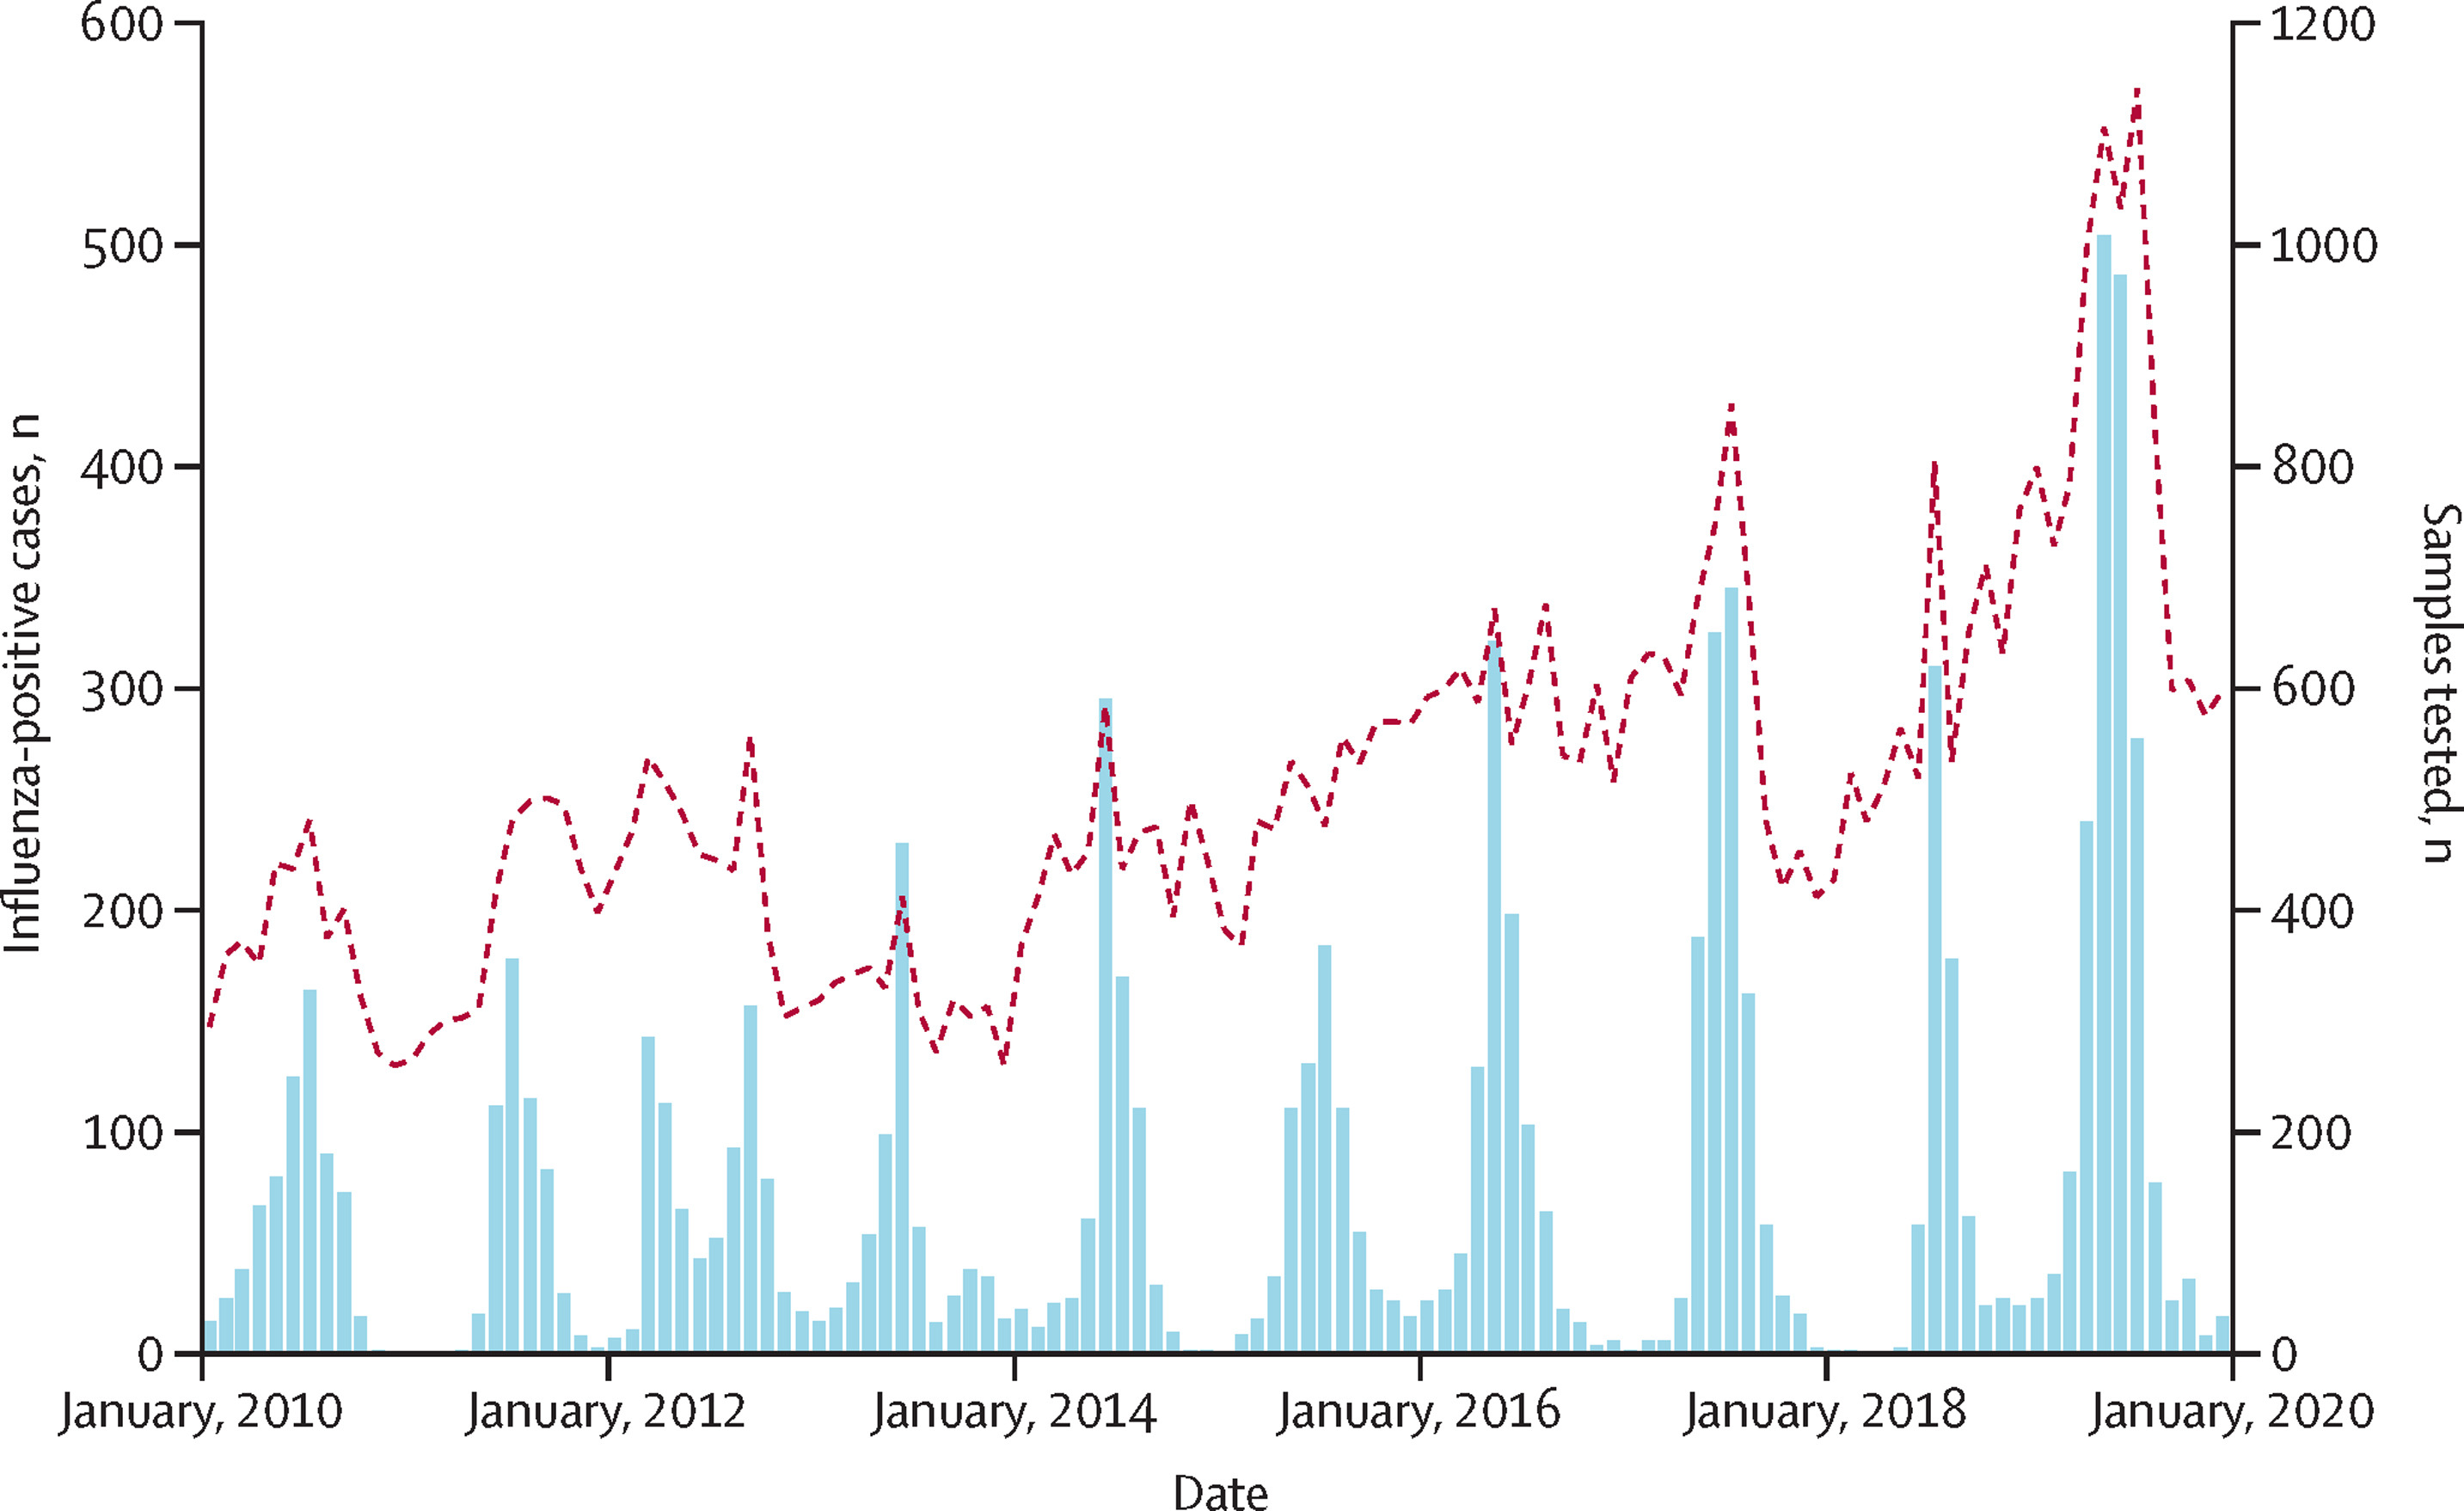 600
500
400
300
200
100
0
Influenza-positive cases, n
1200
1000
800
600
400
200
0
Samples tested, n
January, 2010
January, 2012
January, 2014
January, 2016
January, 2018
January, 2020
Date